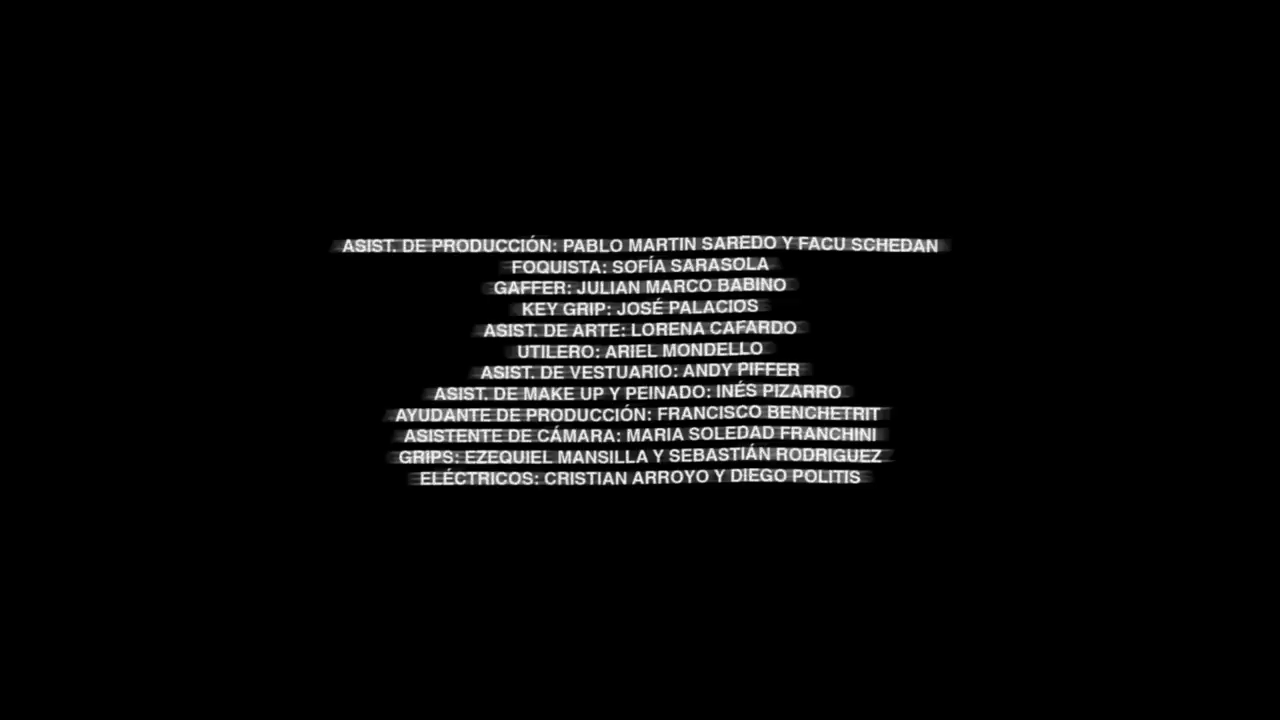 ASIST. DE PRODUCCIÓN: PABLO MARTIN SAREDO Y FACU SCHEDAN
FOQUISTA: SOFÍA SARASOLA
GAFFER: JULIAN MARCO BABINO
KEY GRIP: JOSÉ PALACIOS
ASIST. DE ARTE: LORENA CAFARDO
UTILERO: ARIEL MONDELLO
ASIST. DE VESTUARIO: ANDY PIFFER
ASIST. DE MAKE UP Y PEINADO: INÉS PIZARRO
AYUDANTE DE PRODUCCIÓN: FRANCISCO BENCHETRIT
ASISTENTE DE CÁMARA: MARIA SOLEDAD FRANCHINI
GRIPS: EZEQUIEL MANSILLA Y SEBASTIÁN RODRIGUEZ
ELÉCTRICOS: CRISTIAN ARROYO Y DIEGO POLITIS